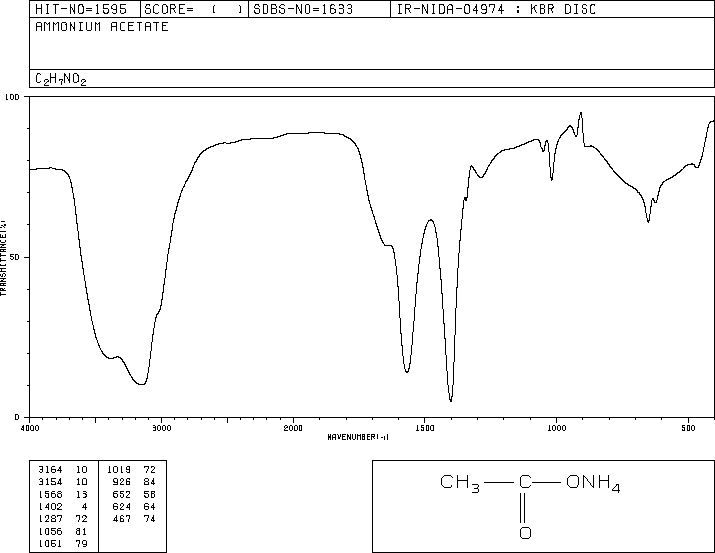 HIT-NO=1595 SCORE= ( ) SDBS-NO=1633 IR-NIDA-04974 : KBR DISC
AMMONIUM ACETATE
C2H7NO2
100
50
0
TRANSMITTANCE(%)
4000 3000 2000 1500 1000 500
WAVENUMBER(-1)
3164 10 1019 72
3154 10 926 84
1568 13 652 58
1402 4 624 64
1287 72 467 74
1056 81
1051 79
CH3 C ONH4
O